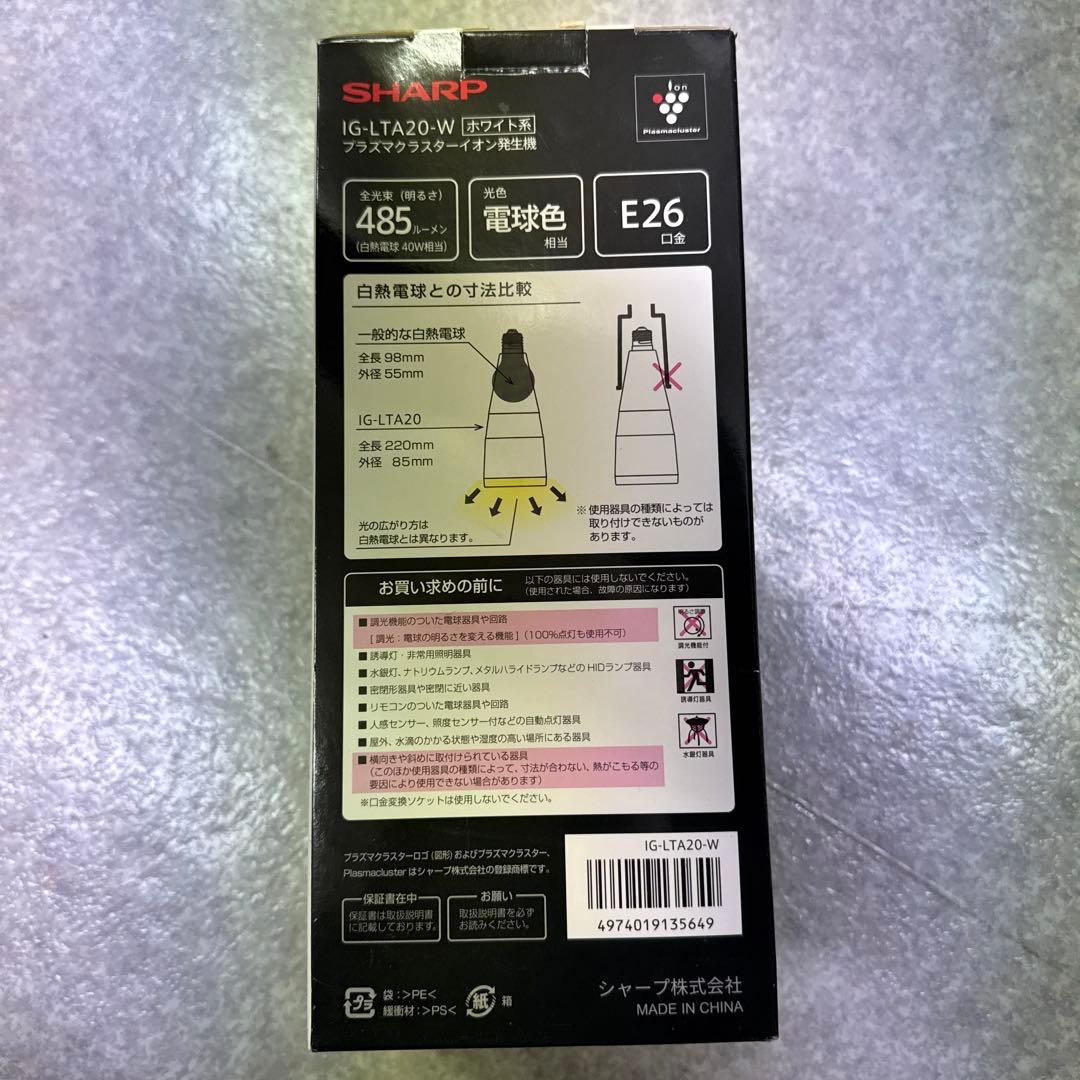 SHARP
Ion
Plasmacluster
IG-LTA20-W ホワイト系
プラズマクラスターイオン発生機
全光束（明るさ）
485ルーメン
（白熱電球 40W相当）
光色
電球色
相当
E26
口金
白熱電球との寸法比較
一般的な白熱電球
全長 98mm
外径 55mm
IG-LTA20
全長 220mm
外径 85mm
光の広がり方は
白熱電球とは異なります。
※使用器具の種類によっては
取り付けできないものが
あります。
お買い求めの前に
以下の器具には使用しないでください。
（使用された場合、故障の原因になります）
■調光機能のついた電球器具や回路
[調光：電球の明るさを変える機能]（100%点灯も使用不可）
■誘導灯・非常用照明器具
■水銀灯、ナトリウムランプ、メタルハライドランプなどの HIDランプ器具
■密閉形器具や密閉に近い器具
■リモコンのついた電球器具や回路
■人感センサー、照度センサー付などの自動点灯器具
■屋外、水滴のかかる状態や湿度の高い場所にある器具
■横向きや斜めに取付けられている器具
（このほか使用器具の種類によって、寸法が合わない、熱がこもる等の
要因により使用できない場合があります）
※口金変換ソケットは使用しないでください。
明るさ調整
調光機能付
誘導灯器具
水銀灯器具
プラズマクラスターロゴ（図形）およびプラズマクラスター、
Plasmacluster はシャープ株式会社の登録商標です。
保証書在中
保証書は取扱説明書
に記載しております。
お願い
取扱説明書を必ず
お読みください。
IG-LTA20-W
4974019135649
プラ
袋：>PE<
緩衝材：>PS<
紙
箱
シャープ株式会社
MADE IN CHINA